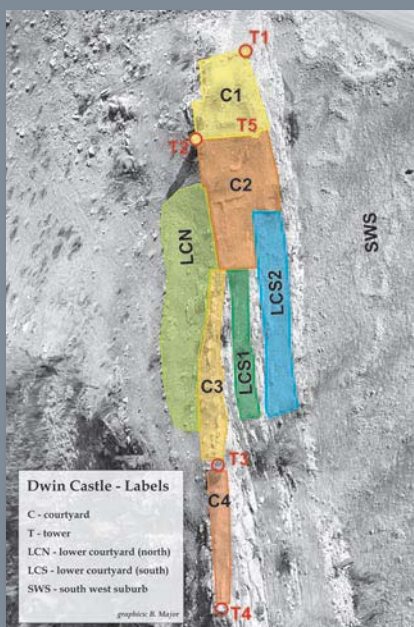 T1
C1
T5
T2
C2
LCN
SWS
LCS2
LCS1
C3
T3
C4
T4
Dwin Castle - Labels
C - courtyard
T - tower
LCN - lower courtyard (north)
LCS - lower courtyard (south)
SWS - south west suburb
graphics: B. Major